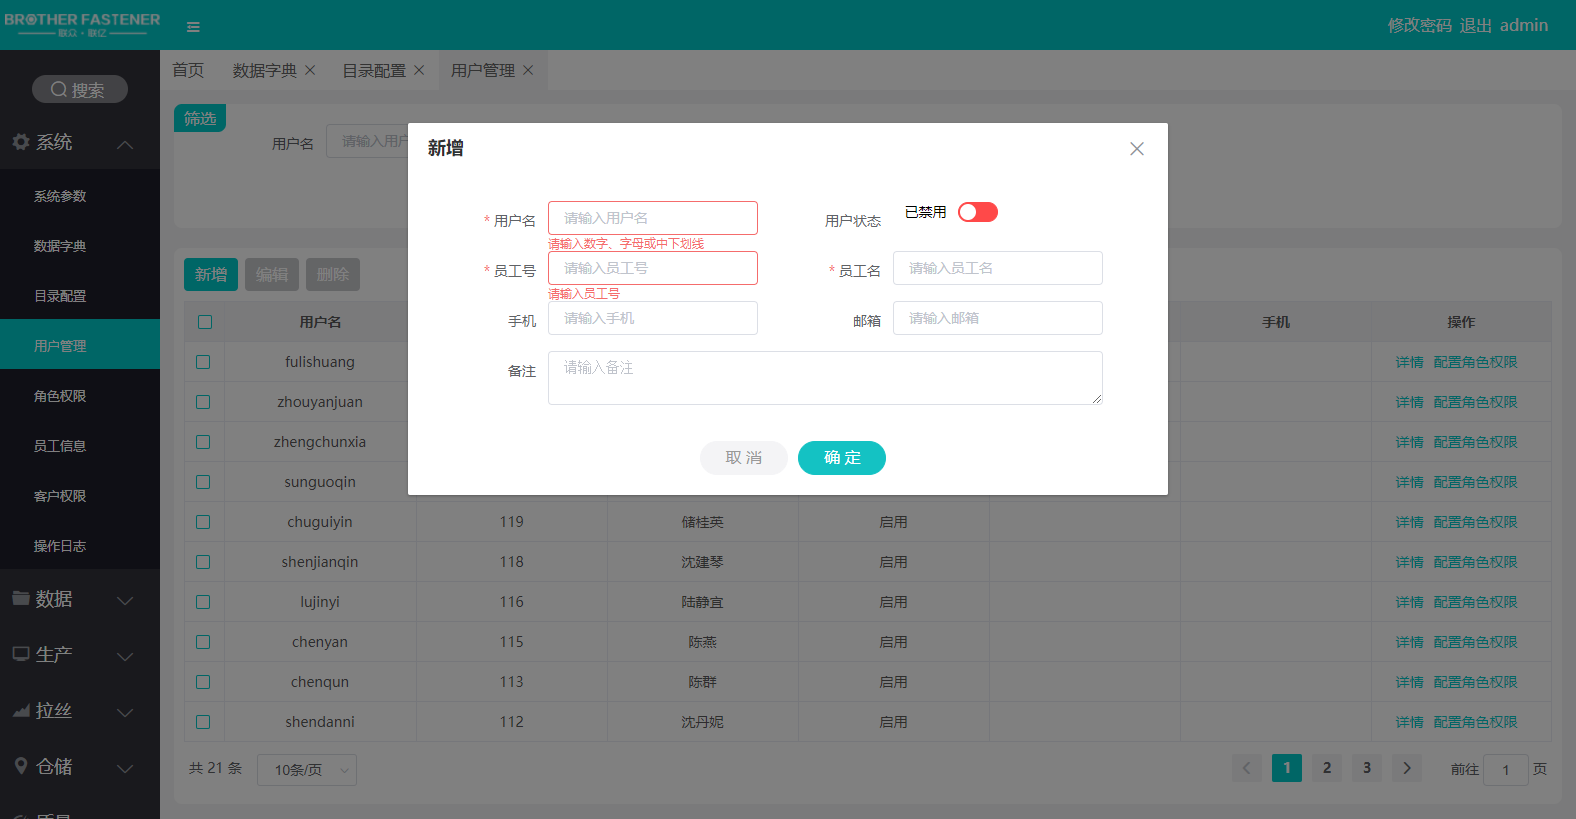 BROTHER FASTENER
联众·联亿
修改密码 退出 admin
搜索
首页 数据字典 目录配置 用户管理
系统
系统参数
数据字典
目录配置
用户管理
角色权限
员工信息
客户权限
操作日志
数据
生产
拉丝
仓储
筛选
用户名 请输入用户
新增 编辑 删除
新增
* 用户名 请输入用户名 用户状态 已禁用
请输入数字、字母或中下划线
* 员工号 请输入员工号 * 员工名 请输入员工名
请输入员工号
手机 请输入手机 邮箱 请输入邮箱
备注 请输入备注
取 消 确 定
用户名 手机 操作
fulishuang 详情 配置角色权限
zhouyanjuan 详情 配置角色权限
zhengchunxia 详情 配置角色权限
sunguoqin 详情 配置角色权限
chuguiyin 119 储桂英 启用 详情 配置角色权限
shenjianqin 118 沈建琴 启用 详情 配置角色权限
lujinyi 116 陆静宜 启用 详情 配置角色权限
chenyan 115 陈燕 启用 详情 配置角色权限
chenqun 113 陈群 启用 详情 配置角色权限
shendanni 112 沈丹妮 启用 详情 配置角色权限
共 21 条 10条/页 1 2 3 前往 1 页